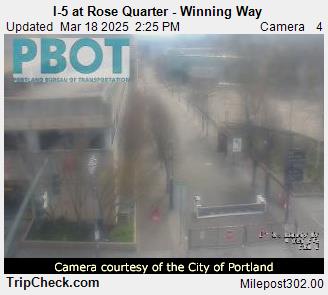 I-5 at Rose Quarter - Winning Way
Updated Mar 18 2025 2:25 PM Camera 4
PBOT
PORTLAND BUREAU OF TRANSPORTATION
Camera courtesy of the City of Portland
TripCheck.com Milepost302.00